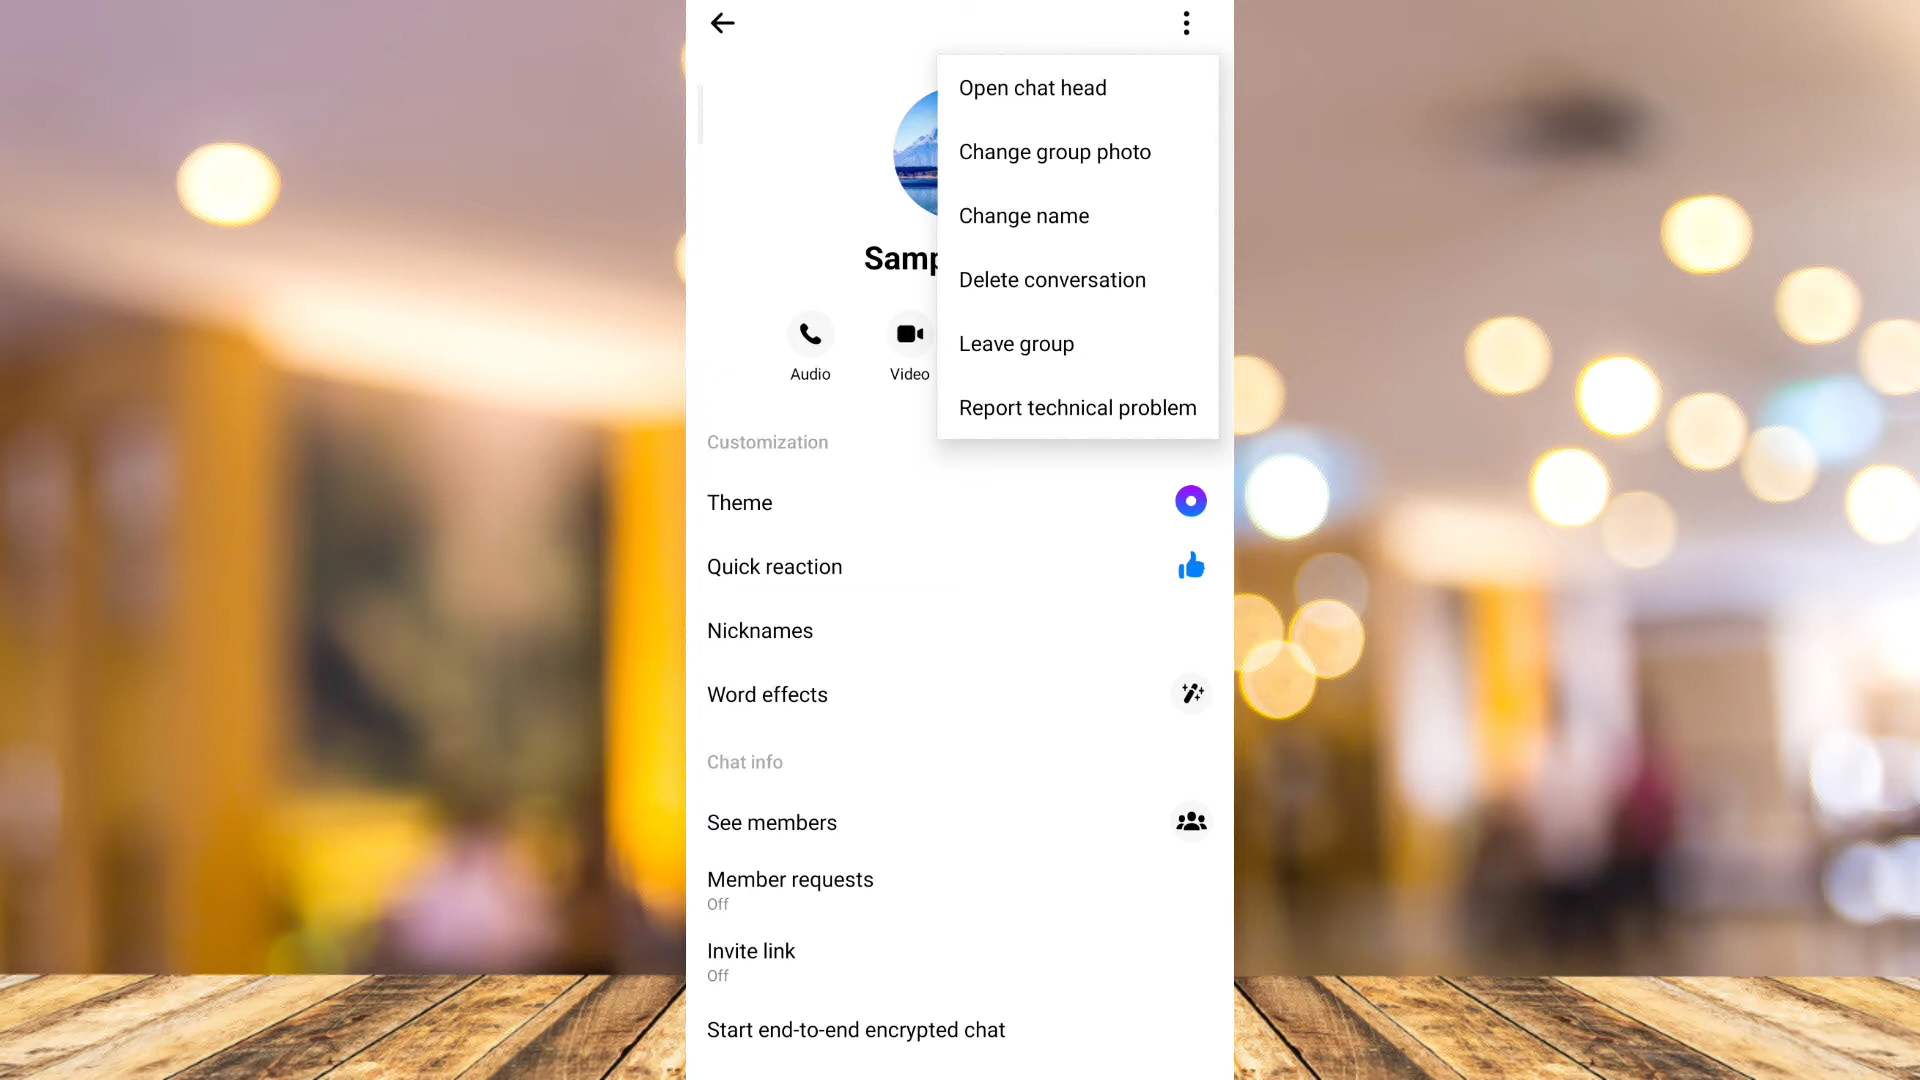 Open chat head
Change group photo
Change name
Delete conversation
Leave group
Report technical problem
Audio
Video
Customization
Theme
Quick reaction
Nicknames
Word effects
Chat info
See members
Member requests
Off
Invite link
Off
Start end-to-end encrypted chat